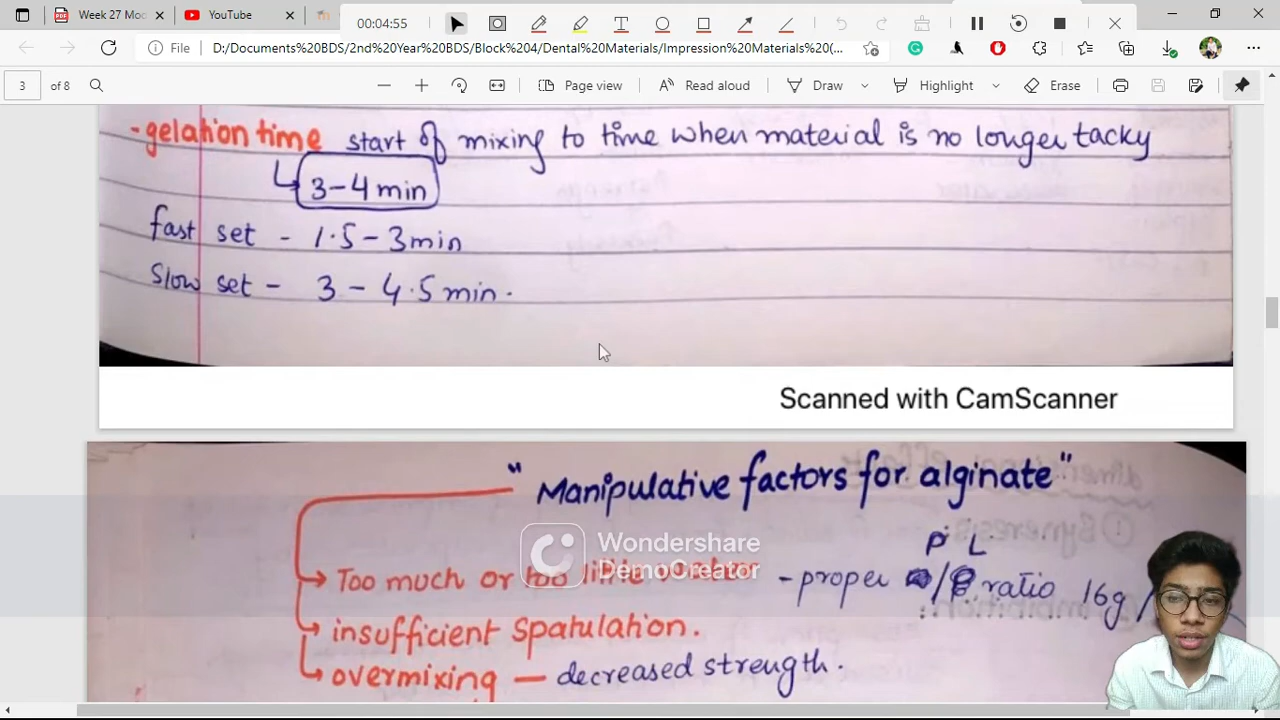 Week 27 Moc
YouTube
m
00:04:55
File
D:/Documents%20BDS/2nd%20Year%20BDS/Block%204/Dental%20Materials/Impression%20Materials%20(...
3 of 8
Page view
Read aloud
Draw
Highlight
Erase
-gelation time start of mixing to time when material is no longer tacky
3-4 min
fast set - 1.5-3min
Slow set - 3 - 4.5 min.
Scanned with CamScanner
"Manipulative factors for alginate"
P L
Wondershare
DemoCreator
Too much or too little water - proper / ratio 16g/
insufficient Spatulation.
overmixing — decreased strength.